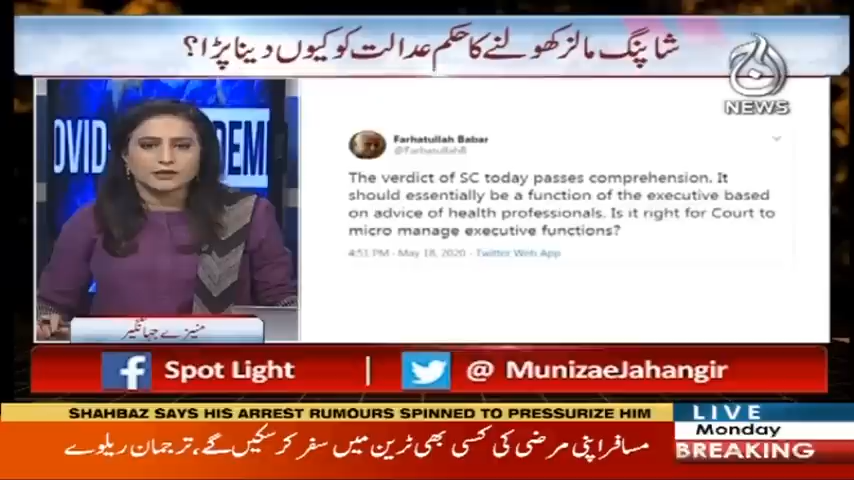 شاپنگ مالز کھولنے کا حکم عدالت کو کیوں دینا پڑا؟
آج
NEWS
OVID-
DEMI
Farhatullah Babar
@FarhatullahB
The verdict of SC today passes comprehension. It
should essentially be a function of the executive based
on advice of health professionals. Is it right for Court to
micro manage executive functions?
4:51 PM - May 18, 2020 - Twitter Web App
منیزے جہانگیر
Spot Light | @ MunizaeJahangir
SHAHBAZ SAYS HIS ARREST RUMOURS SPINNED TO PRESSURIZE HIM
LIVE
Monday
BREAKING
مسافر اپنی مرضی کی کسی بھی ٹرین میں سفر کر سکیں گے، ترجمان ریلوے